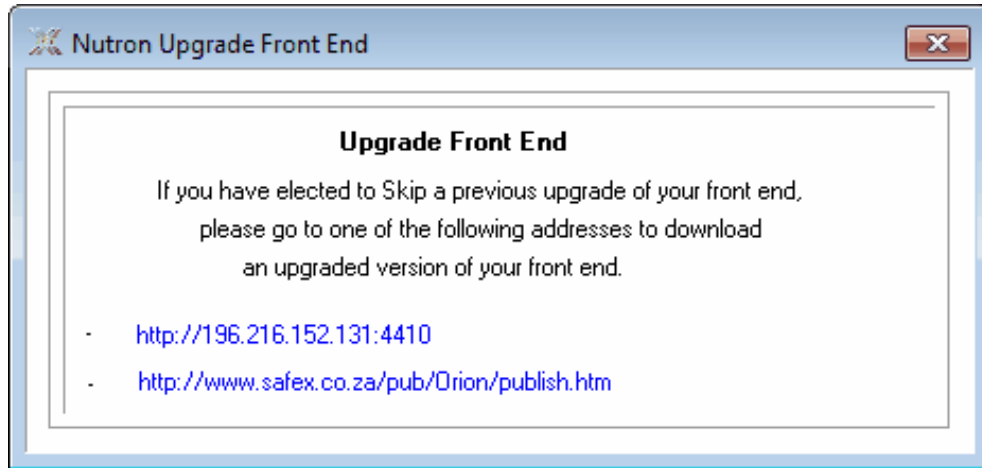 Nutron Upgrade Front End
Upgrade Front End
If you have elected to Skip a previous upgrade of your front end,
please go to one of the following addresses to download
an upgraded version of your front end.
- http://196.216.152.131:4410
- http://www.safex.co.za/pub/Orion/publish.htm